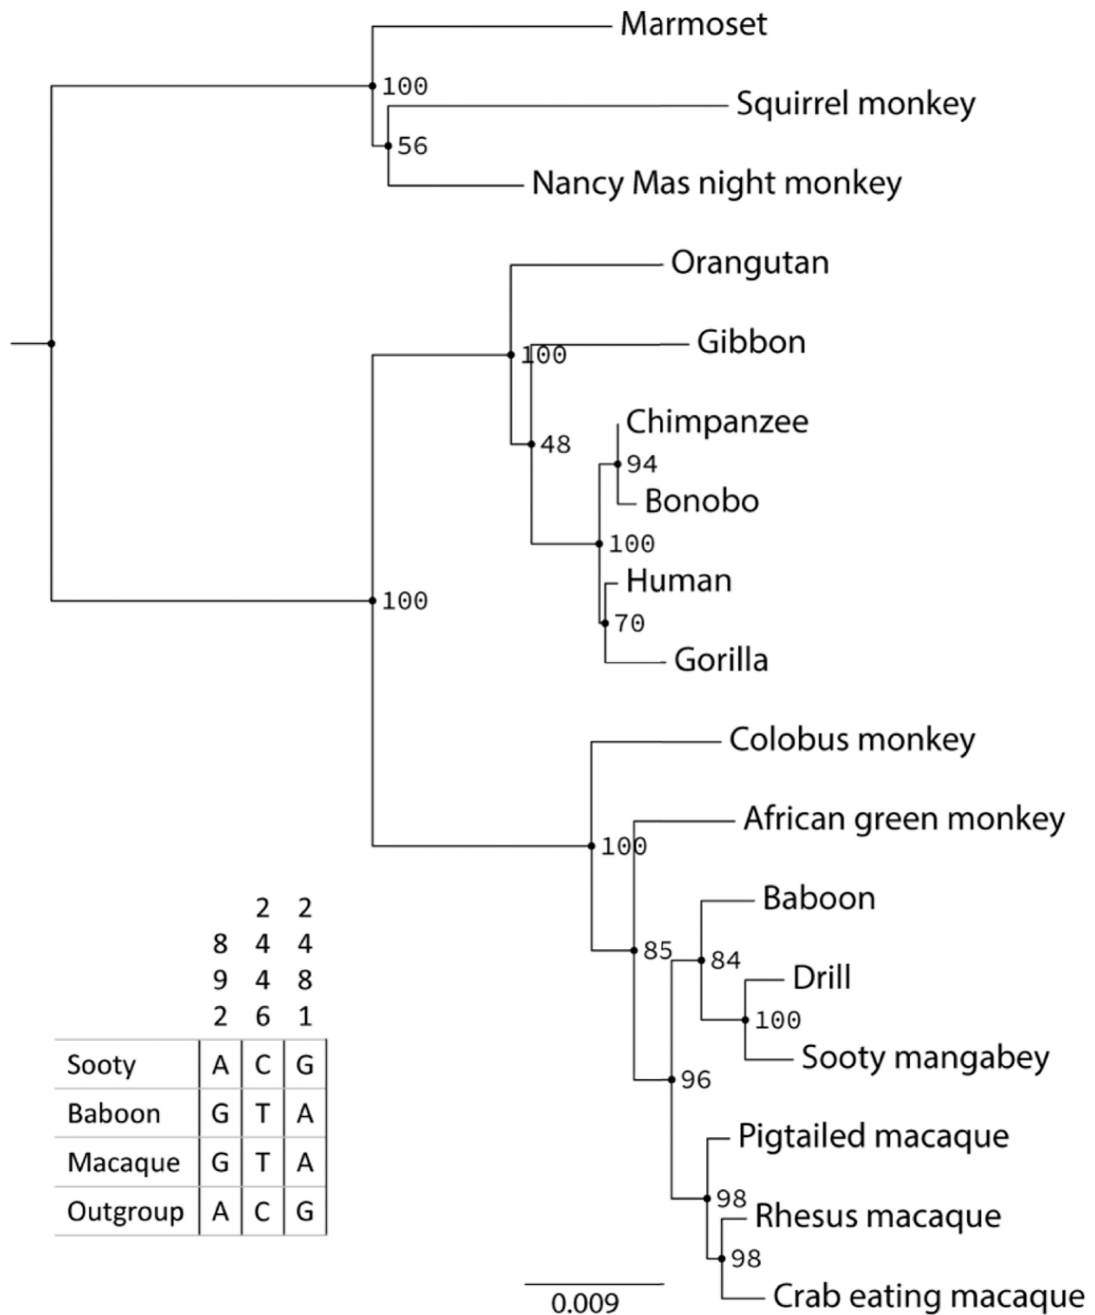 Marmoset
100
Squirrel monkey
56
Nancy Mas night monkey
Orangutan
Gibbon
100
Chimpanzee
48
94
Bonobo
100
Human
100
70
Gorilla
Colobus monkey
African green monkey
100
Baboon
85
84
Drill
100
Sooty mangabey
96
Pigtailed macaque
98
Rhesus macaque
98
Crab eating macaque
0.009
2 2
8 4 4
9 4 8
2 6 1
Sooty A C G
Baboon G T A
Macaque G T A
Outgroup A C G